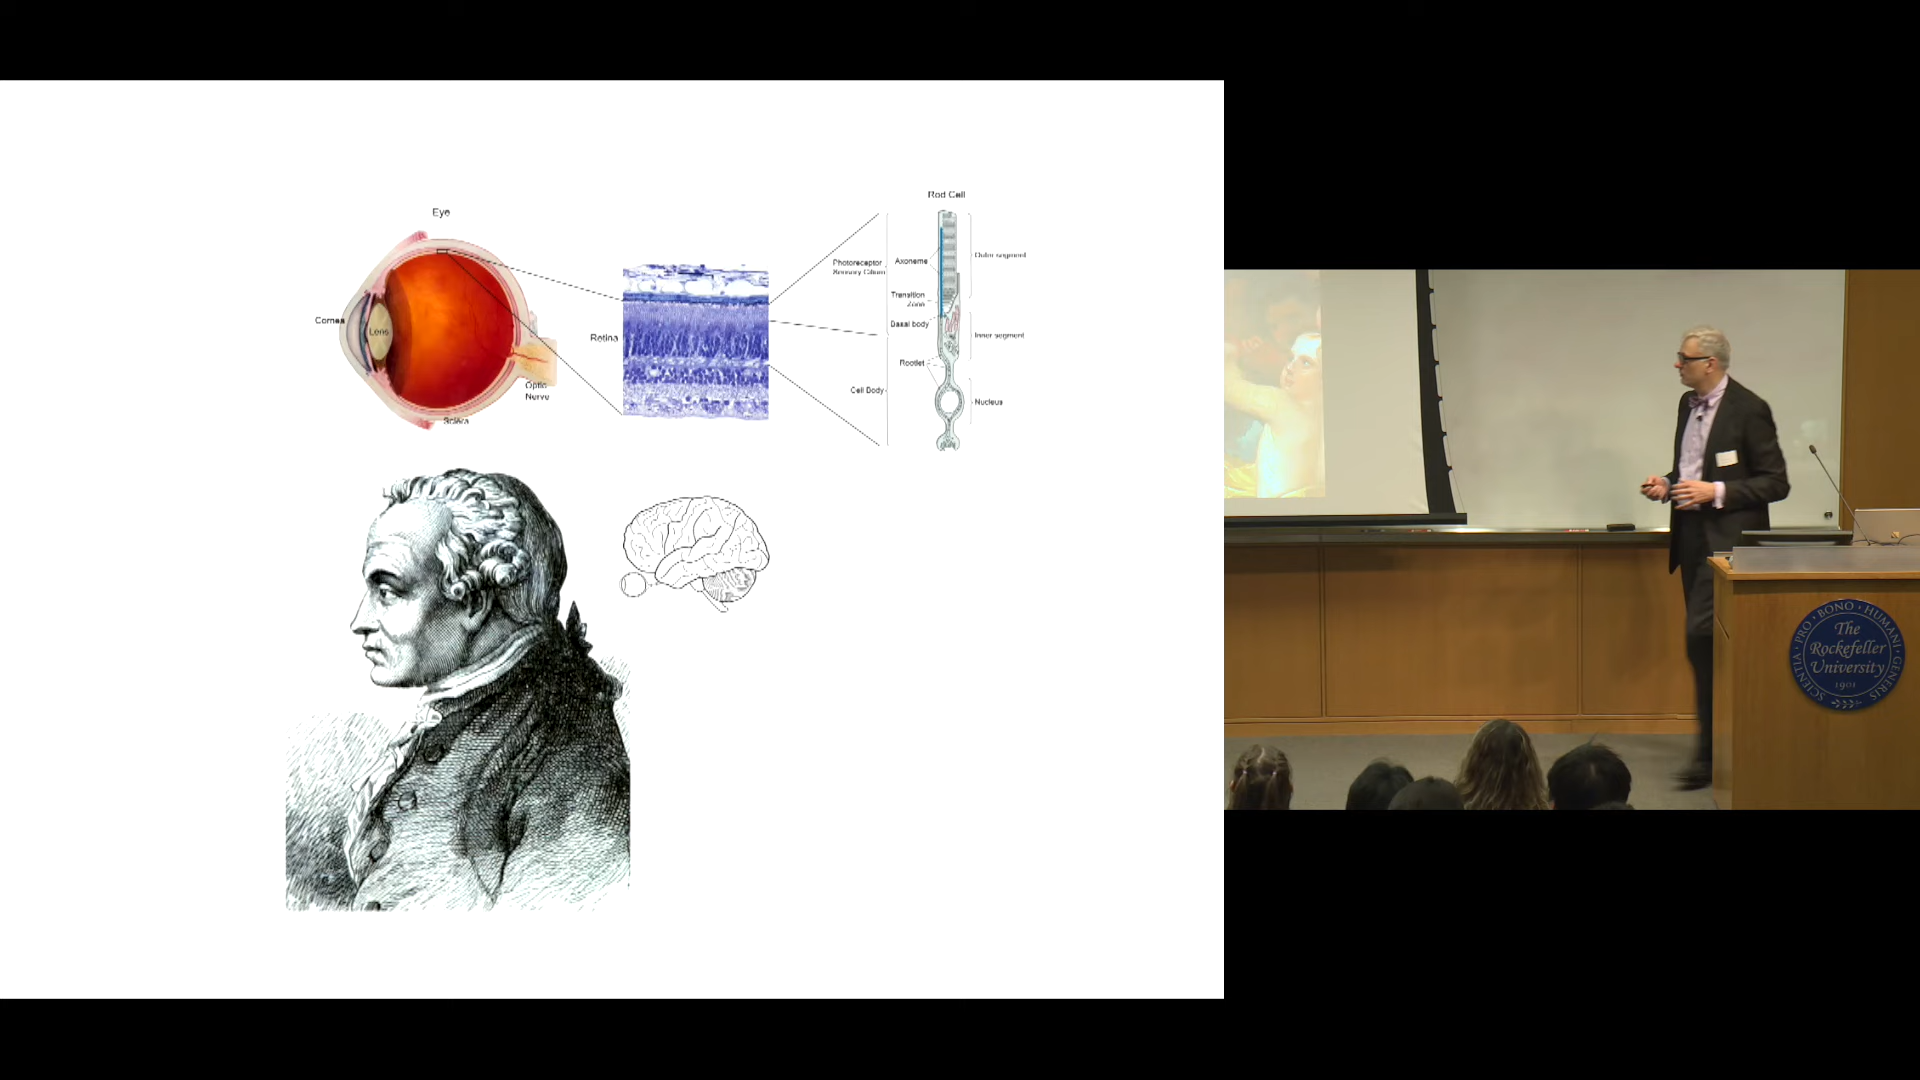 Eye
Cornea
Lens
Optic
Nerve
Sclera
Retina
Rod Cell
Photoreceptor
Sensory Cilium
Axoneme
Outer segment
Transition
Zone
Basal body
Inner segment
Rootlet
Cell Body
Nucleus
PRO • BONO • HUMANI • GENERIS
SCIENTIA
The
Rockefeller
University
1901